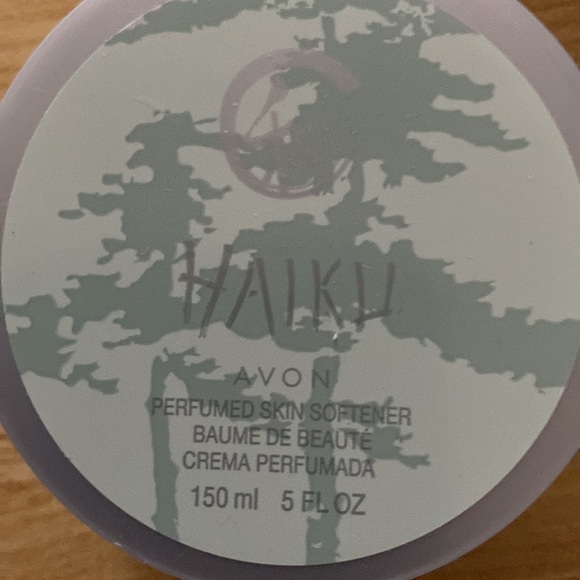 HAIKU
AVON
PERFUMED SKIN SOFTENER
BAUME DE BEAUTÉ
CREMA PERFUMADA
150 ml 5 FL OZ